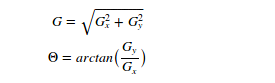 G = √(G_x² + G_y²)
Θ = arctan(G_y / G_x)